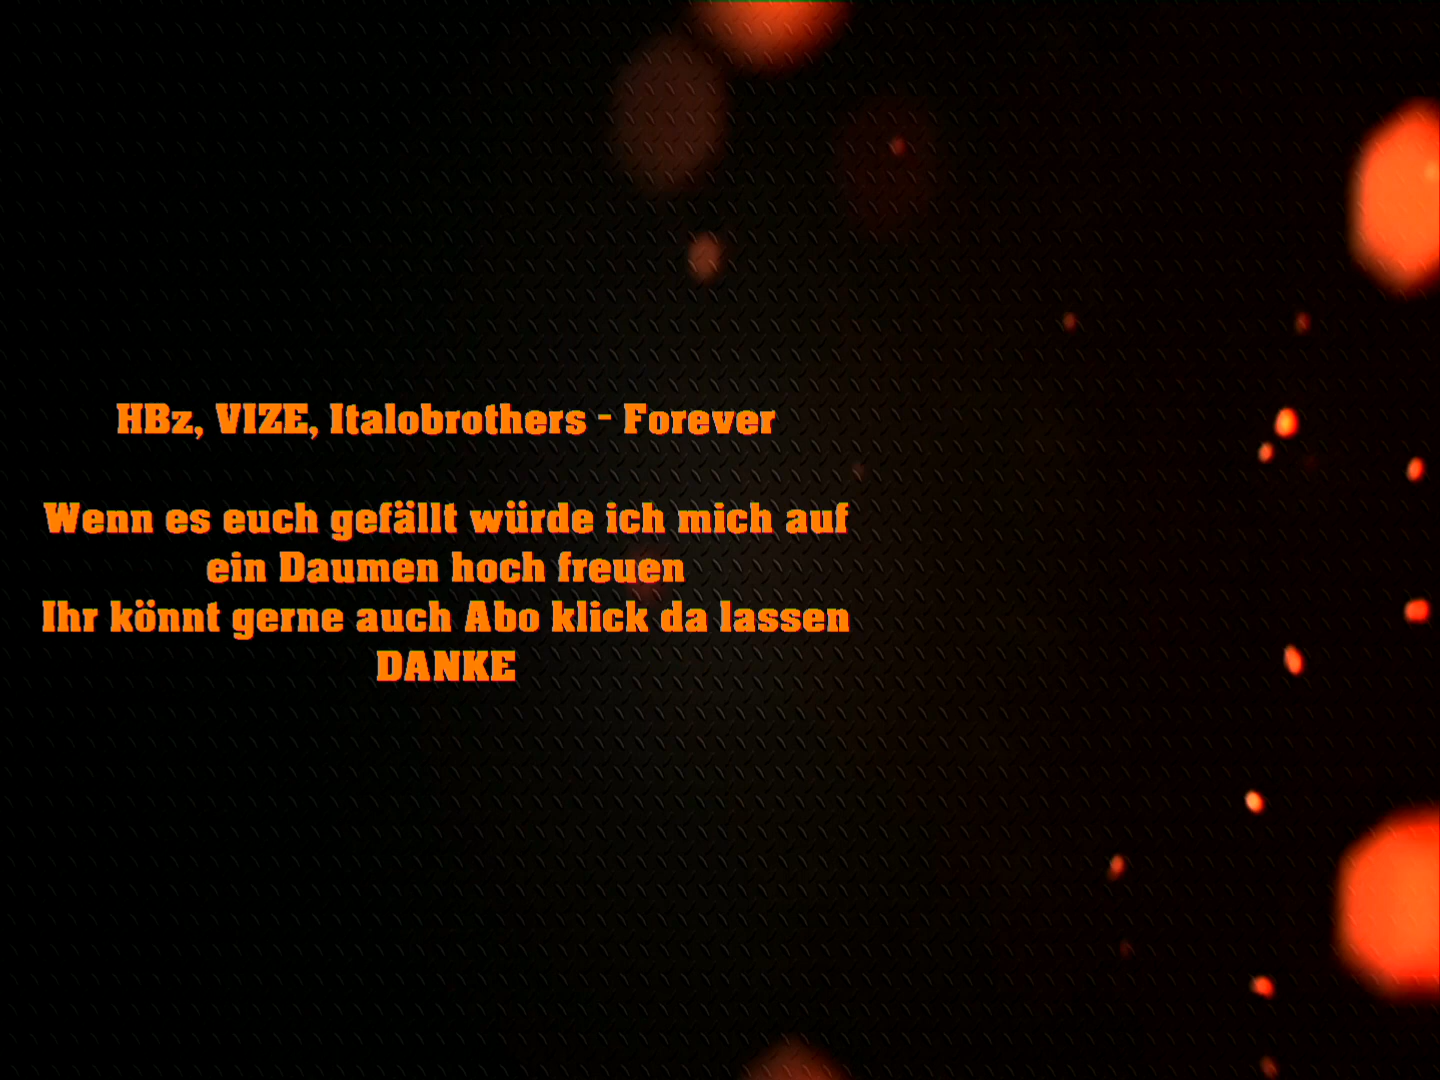 HBz, VIZE, Italobrothers - Forever
Wenn es euch gefällt würde ich mich auf
ein Daumen hoch freuen
Ihr könnt gerne auch Abo klick da lassen
DANKE